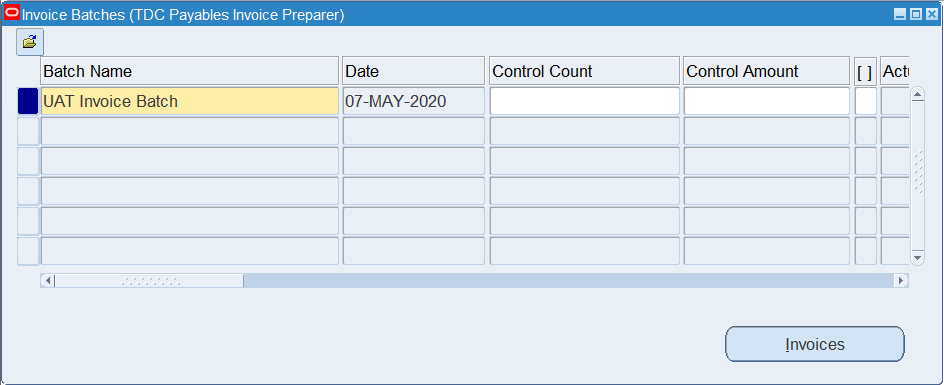 Invoice Batches (TDC Payables Invoice Preparer)
Batch Name Date Control Count Control Amount [ ] Actu
UAT Invoice Batch 07-MAY-2020
Invoices